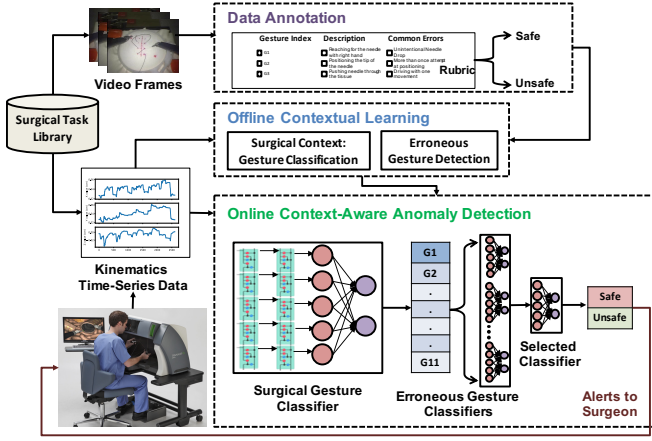 Data Annotation
Gesture Index
Description
Common Errors
G1
Reaching for the needle
with right hand
Unintentional Needle
Drop
G2
Positioning the tip of
the needle
More than once attempt
at positioning
G3
Pushing needle through
the tissue
Driving with one
movement
Rubric
Safe
Unsafe
Video Frames
Surgical Task
Library
Offline Contextual Learning
Surgical Context:
Gesture Classification
Erroneous
Gesture Detection
Kinematics
Time-Series Data
Online Context-Aware Anomaly Detection
G1
G2
.
.
.
.
G11
Surgical Gesture
Classifier
Erroneous Gesture
Classifiers
Selected
Classifier
Safe
Unsafe
Alerts to
Surgeon